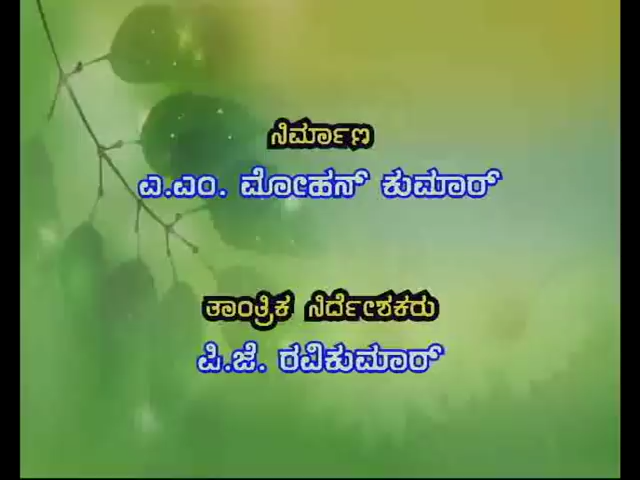 ನಿರ್ಮಾಣ
ಎ.ಎಂ. ಮೋಹನ್ ಕುಮಾರ್
ತಾಂತ್ರಿಕ ನಿರ್ದೇಶಕರು
ಪಿ.ಜೆ. ರವಿಕುಮಾರ್